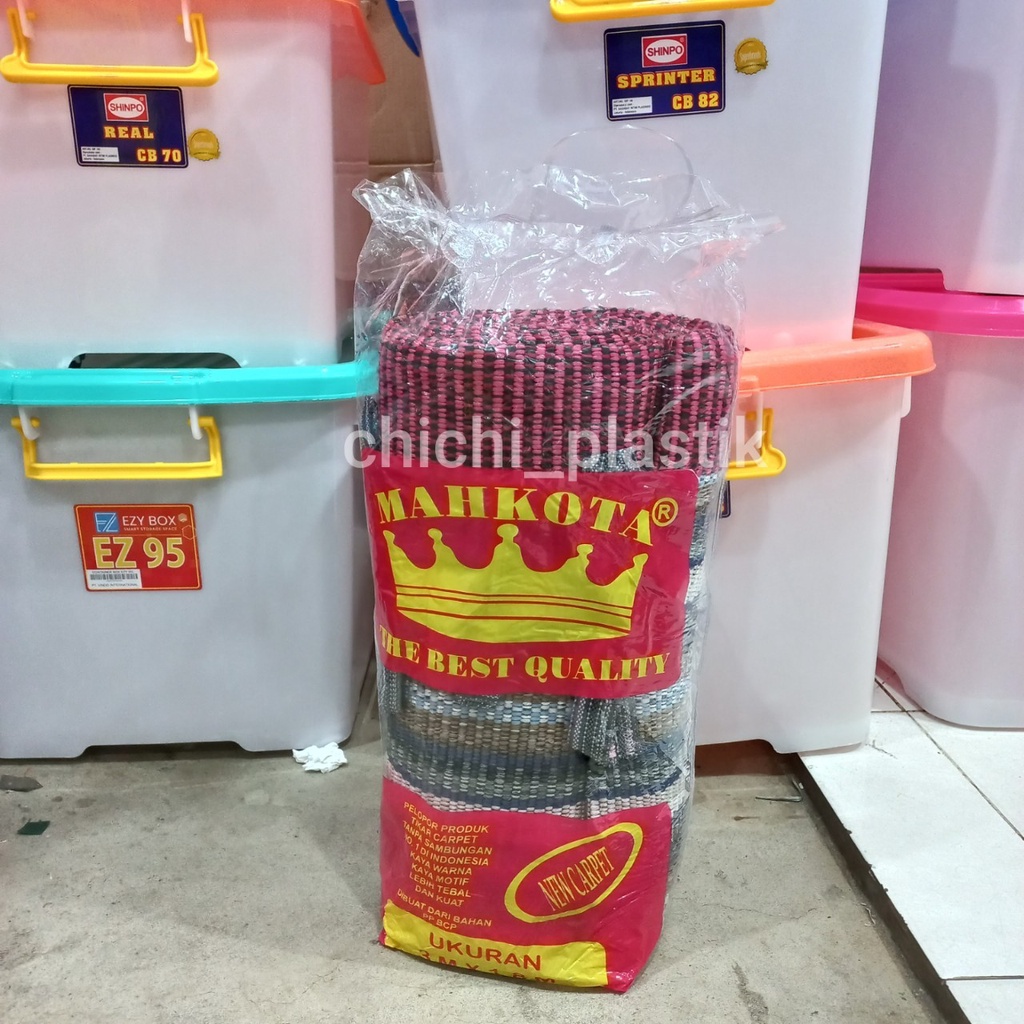 SHINPO
REAL
CB 70
SHINPO
SPRINTER
CB 82
EZY BOX
EZ 95
chichi_plastik
MAHKOTA®
THE BEST QUALITY
PELOPOR PRODUK
TIKAR CARPET
TANPA SAMBUNGAN
NO. 1 DI INDONESIA
KAYA WARNA
KAYA MOTIF
LEBIH TEBAL
DAN KUAT
DIBUAT DARI BAHAN
PP BCP
NEW CARPET
UKURAN